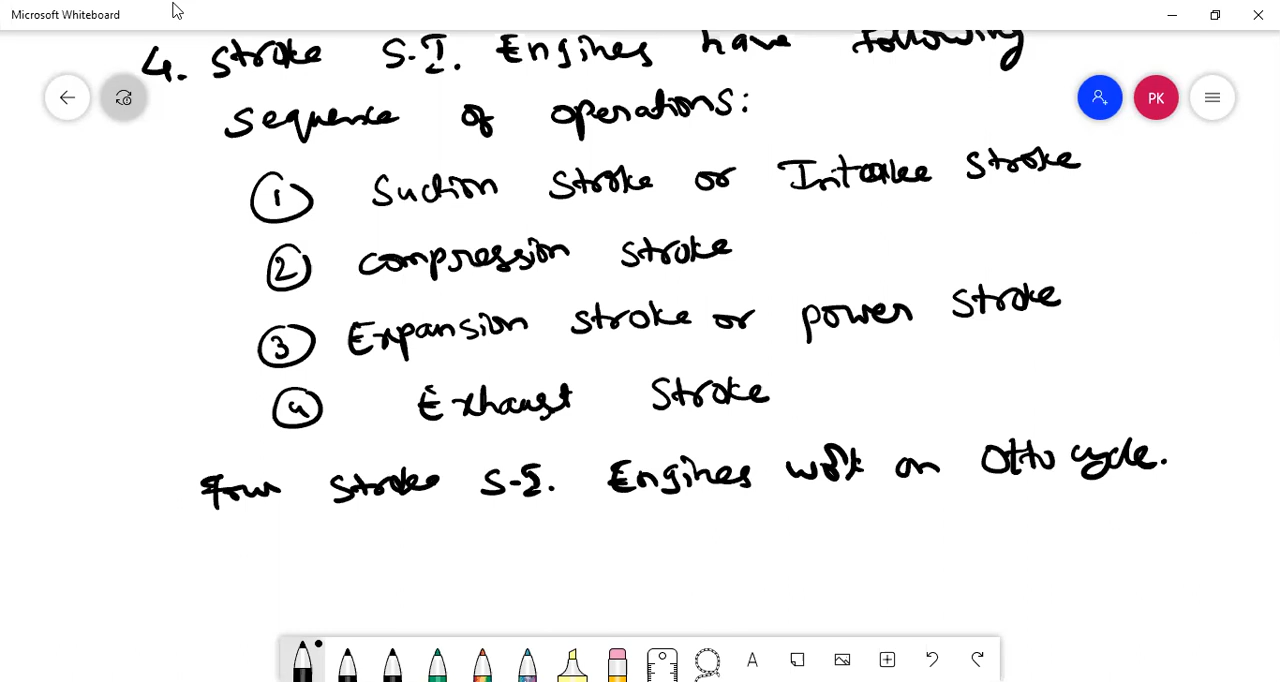 Microsoft Whiteboard
4. stroke S.I. Engines have following
sequence of operations:
PK
① Suction stroke or Intake stroke
② compression stroke
③ Expansion stroke or power stroke
④ Exhaust stroke
Four stroke S.I. Engines work on Otto cycle.
A